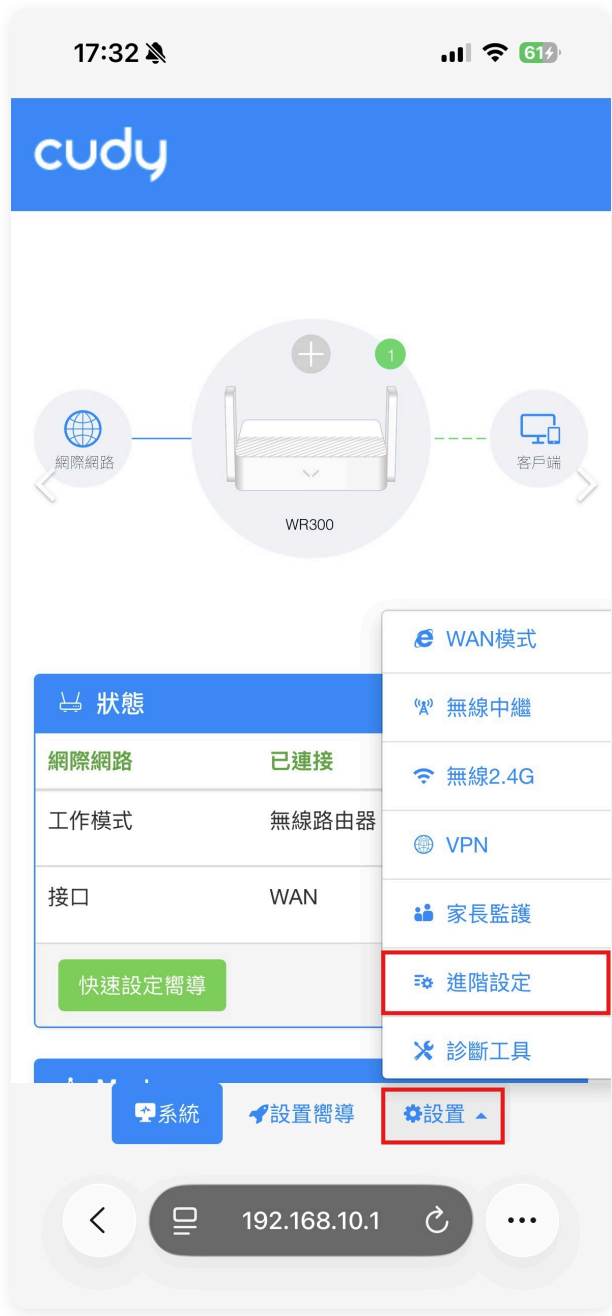 17:32
61
cudy
1
網際網路
客戶端
WR300
WAN模式
無線中繼
無線2.4G
VPN
家長監護
進階設定
診斷工具
狀態
網際網路 已連接
工作模式 無線路由器
接口 WAN
快速設定嚮導
系統 設置嚮導 設置
192.168.10.1